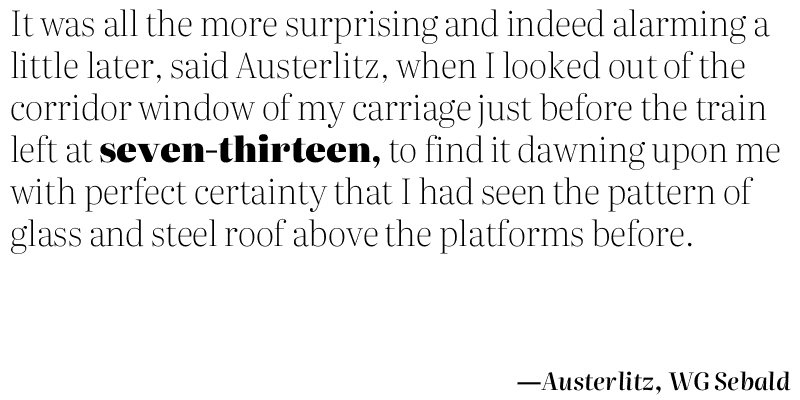 It was all the more surprising and indeed alarming a
little later, said Austerlitz, when I looked out of the
corridor window of my carriage just before the train
left at seven-thirteen, to find it dawning upon me
with perfect certainty that I had seen the pattern of
glass and steel roof above the platforms before.
—Austerlitz, WG Sebald